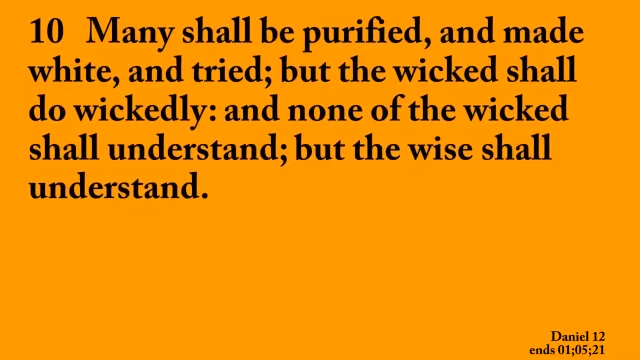 10 Many shall be purified, and made
white, and tried; but the wicked shall
do wickedly: and none of the wicked
shall understand; but the wise shall
understand.
Daniel 12
ends 01;05;21